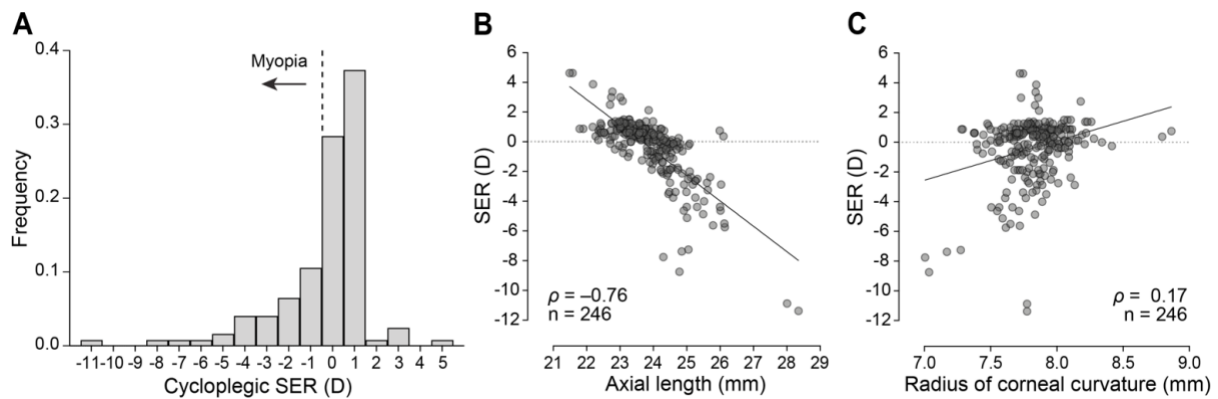 A
0.4
0.3
0.2
0.1
0.0
Frequency
Myopia
-11 -10 -9 -8 -7 -6 -5 -4 -3 -2 -1 0 1 2 3 4 5
Cycloplegic SER (D)
B
6
4
2
0
-2
-4
-6
-8
-10
-12
SER (D)
ρ = –0.76
n = 246
21 22 23 24 25 26 27 28 29
Axial length (mm)
C
6
4
2
0
-2
-4
-6
-8
-10
-12
SER (D)
ρ = 0.17
n = 246
7.0 7.5 8.0 8.5 9.0
Radius of corneal curvature (mm)